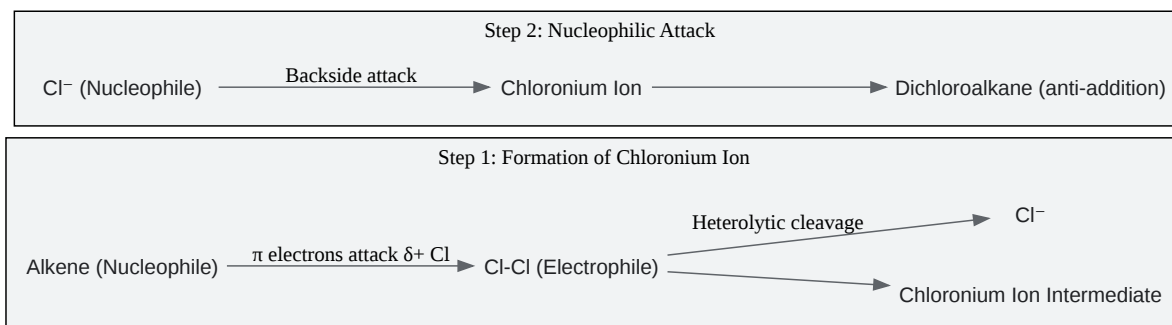 Step 2: Nucleophilic Attack
Cl⁻ (Nucleophile)
Backside attack
Chloronium Ion
Dichloroalkane (anti-addition)
Step 1: Formation of Chloronium Ion
Alkene (Nucleophile)
π electrons attack δ+ Cl
Cl-Cl (Electrophile)
Heterolytic cleavage
Cl⁻
Chloronium Ion Intermediate